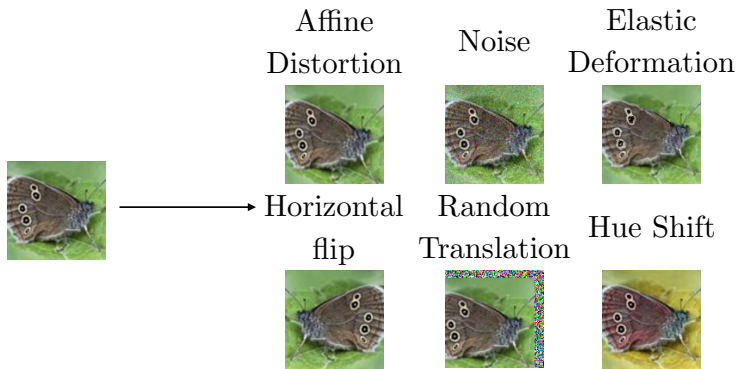 Affine
Distortion
Noise
Elastic
Deformation
Horizontal
flip
Random
Translation
Hue Shift